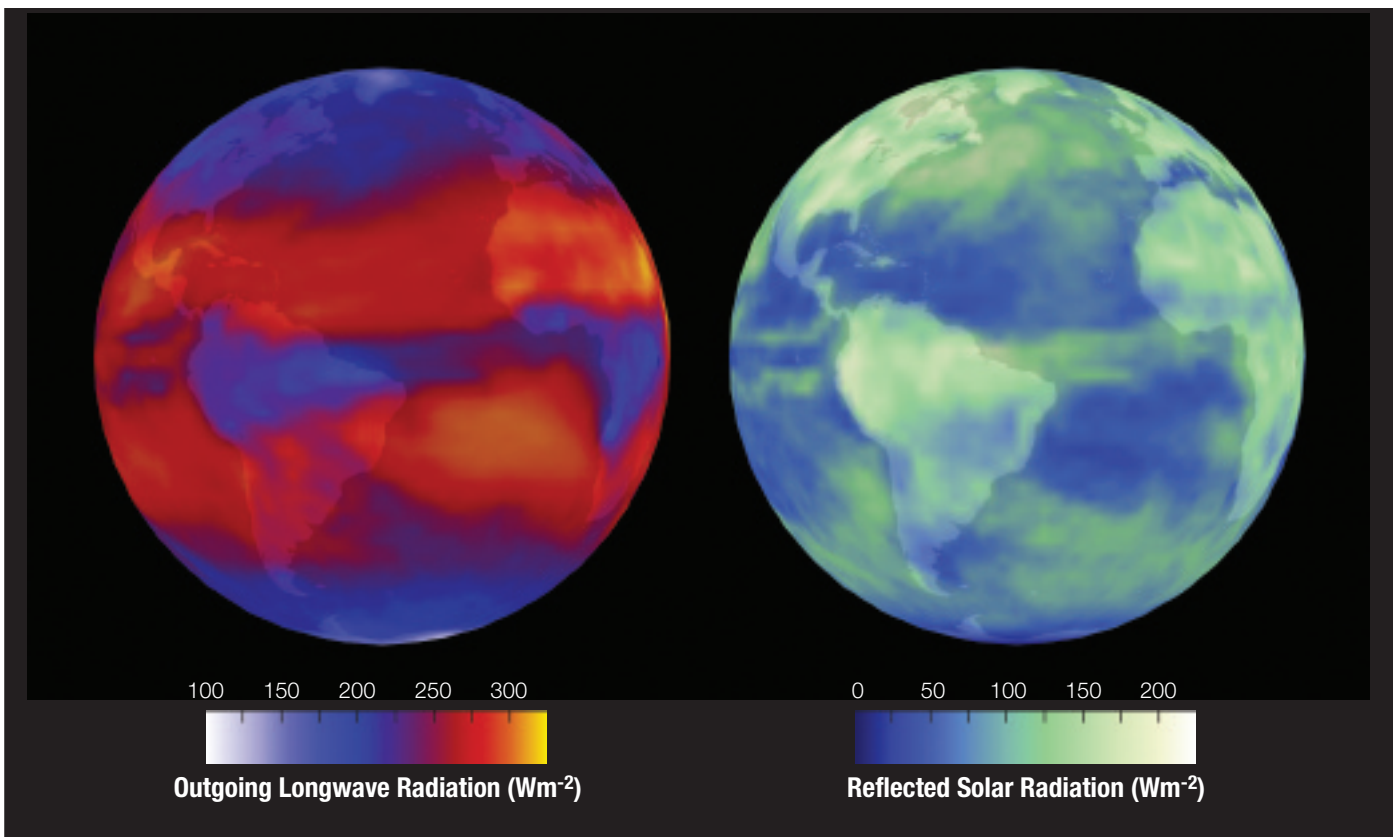 100 150 200 250 300
Outgoing Longwave Radiation (Wm-2)
0 50 100 150 200
Reflected Solar Radiation (Wm-2)